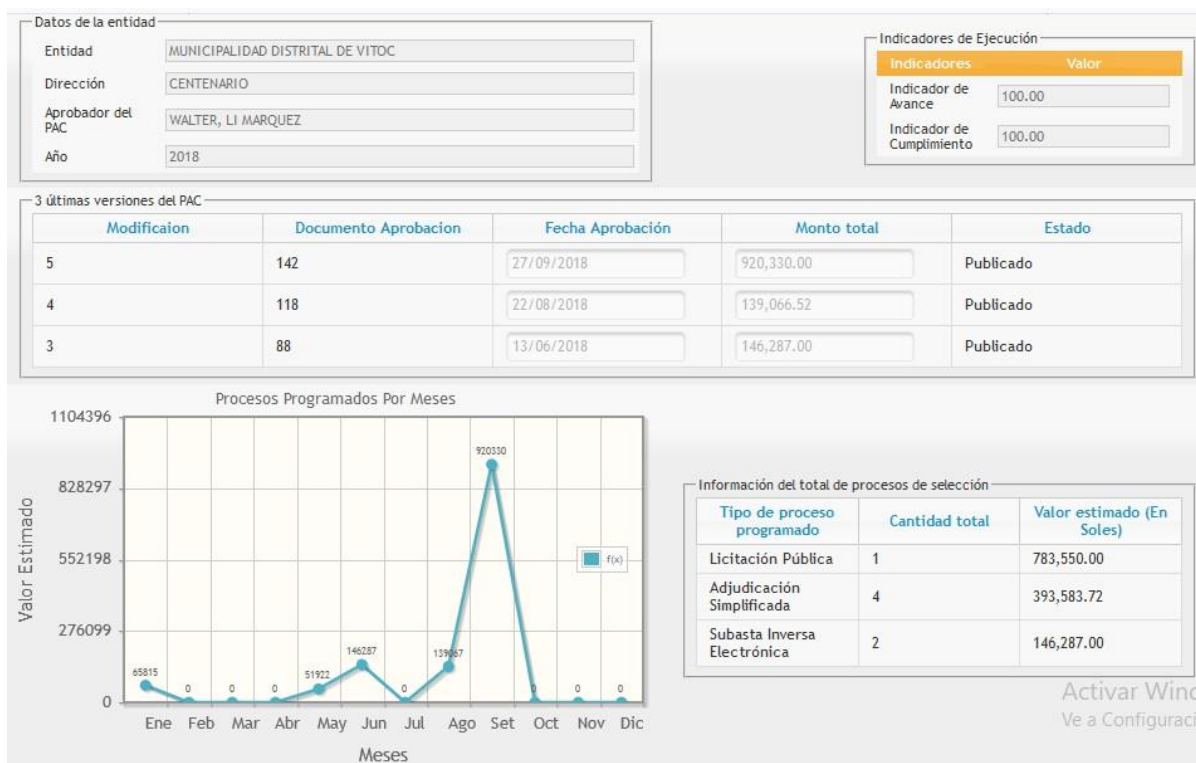 Datos de la entidad
Entidad MUNICIPALIDAD DISTRITAL DE VITOC
Dirección CENTENARIO
Aprobador del
PAC WALTER, LI MARQUEZ
Año 2018
Indicadores de Ejecución
Indicadores Valor
Indicador de
Avance 100.00
Indicador de
Cumplimiento 100.00
3 últimas versiones del PAC
Modificaion Documento Aprobacion Fecha Aprobación Monto total Estado
5 142 27/09/2018 920,330.00 Publicado
4 118 22/08/2018 139,066.52 Publicado
3 88 13/06/2018 146,287.00 Publicado
Procesos Programados Por Meses
Valor Estimado
1104396
828297
552198
276099
0
65815 0 0 0 51922 146287 0 139067 920330 0 0 0
f(x)
Ene Feb Mar Abr May Jun Jul Ago Set Oct Nov Dic
Meses
Información del total de procesos de selección
Tipo de proceso
programado Cantidad total Valor estimado (En
Soles)
Licitación Pública 1 783,550.00
Adjudicación
Simplificada 4 393,583.72
Subasta Inversa
Electrónica 2 146,287.00
Activar Winc
Ve a Configuraci